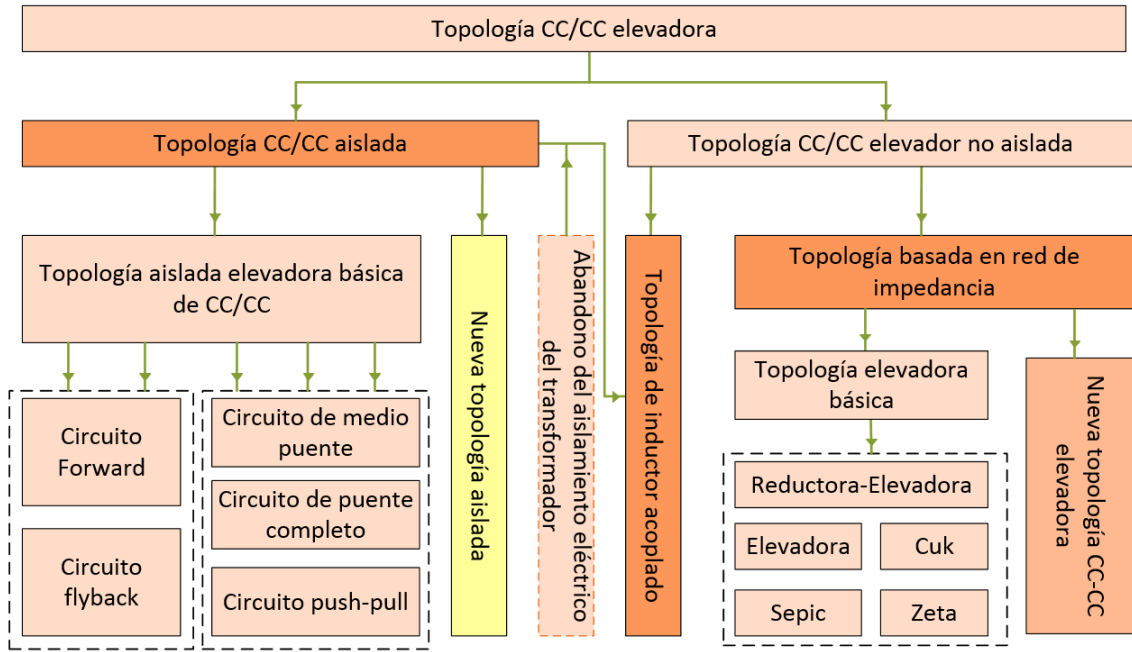 Topología CC/CC elevadora
Topología CC/CC aislada
Topología CC/CC elevador no aislada
Topología aislada elevadora básica
de CC/CC
Circuito
Forward
Circuito
flyback
Circuito de medio
puente
Circuito de puente
completo
Circuito push-pull
Nueva topología aislada
Abandono del aislamiento eléctrico
del transformador
Topología de inductor acoplado
Topología basada en red de
impedancia
Topología elevadora
básica
Reductora-Elevadora
Elevadora
Cuk
Sepic
Zeta
Nueva topología CC-CC
elevadora